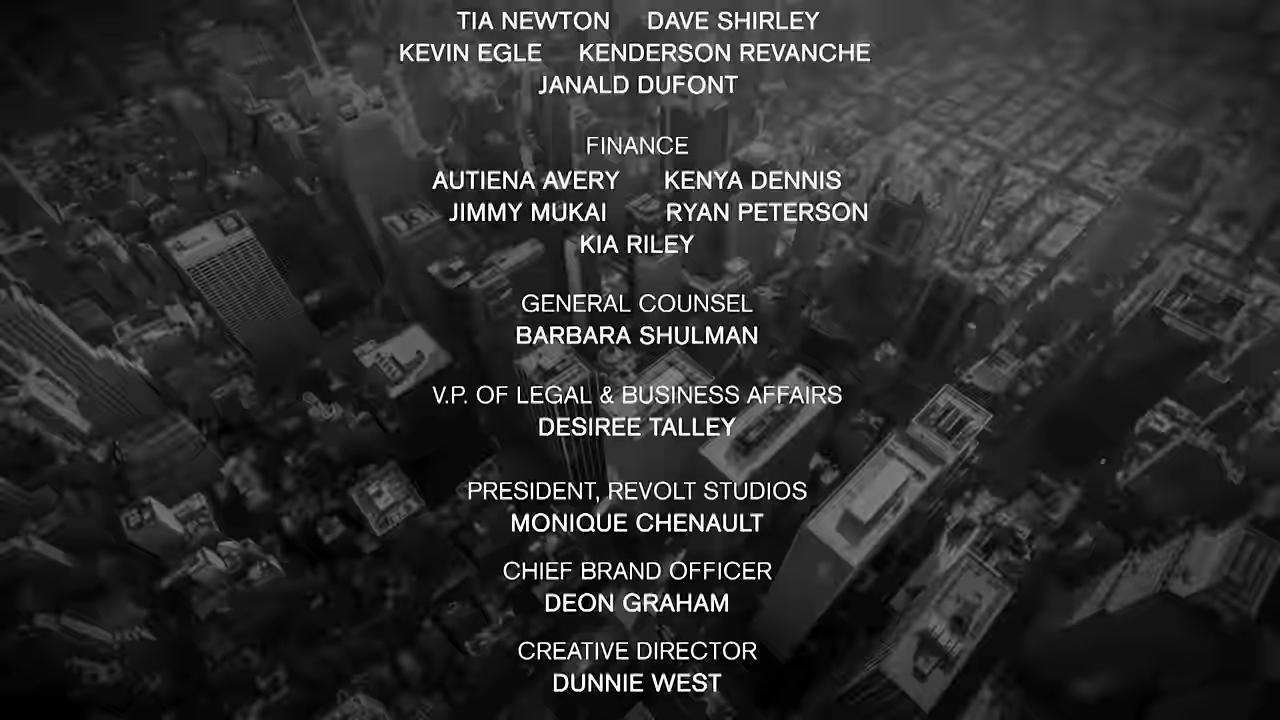 TIA NEWTON DAVE SHIRLEY
KEVIN EGLE KENDERSON REVANCHE
JANALD DUFONT
FINANCE
AUTIENA AVERY KENYA DENNIS
JIMMY MUKAI RYAN PETERSON
KIA RILEY
GENERAL COUNSEL
BARBARA SHULMAN
V.P. OF LEGAL & BUSINESS AFFAIRS
DESIREE TALLEY
PRESIDENT, REVOLT STUDIOS
MONIQUE CHENAULT
CHIEF BRAND OFFICER
DEON GRAHAM
CREATIVE DIRECTOR
DUNNIE WEST